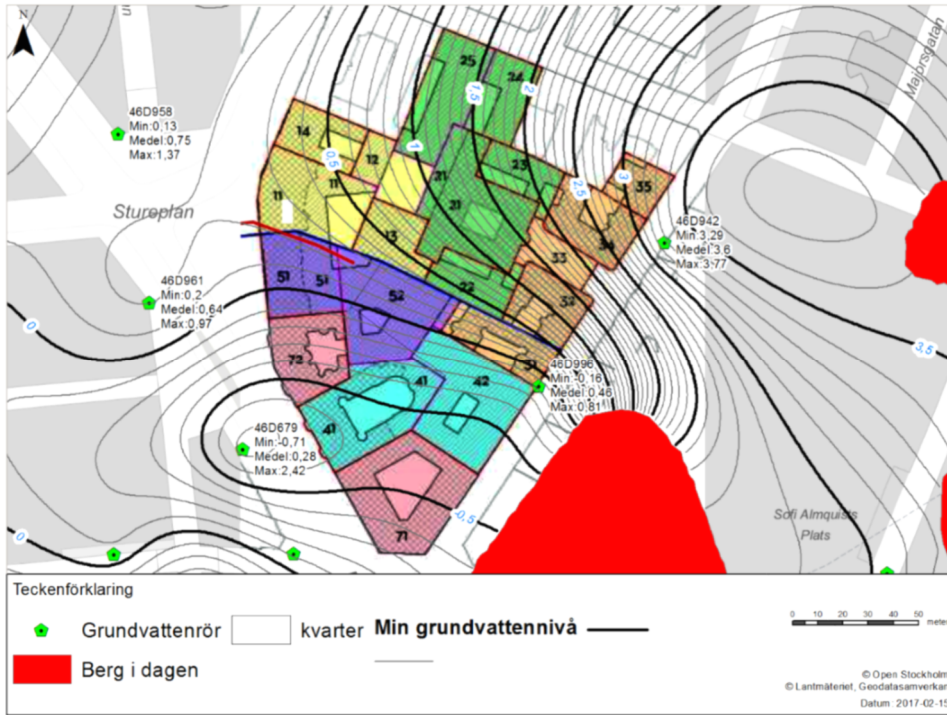 N
46D958
Min:0,13
Medel:0,75
Max:1,37
Stureplan
Majorsgatan
25
24
1,5
2
14
12
0,5
1
23
11
11
21
21
2,5
3
35
13
34
46D942
Min:3,29
Medel:3,6
Max:3,77
33
46D961
Min:0,2
Medel:0,64
Max:0,97
51
51
52
22
32
0
3,5
72
31
41
42
46D996
Min:-0,16
Medel:0,46
Max:0,81
46D679
Min:-0,71
Medel:0,28
Max:2,42
41
-0,5
71
0
Sofi Almquists
Plats
Teckenförklaring
Grundvattenrör
kvarter
Min grundvattennivå
Berg i dagen
0 10 20 30 40 50
meter
© Open Stockholm
© Lantmäteriet, Geodatasamverkan
Datum: 2017-02-15